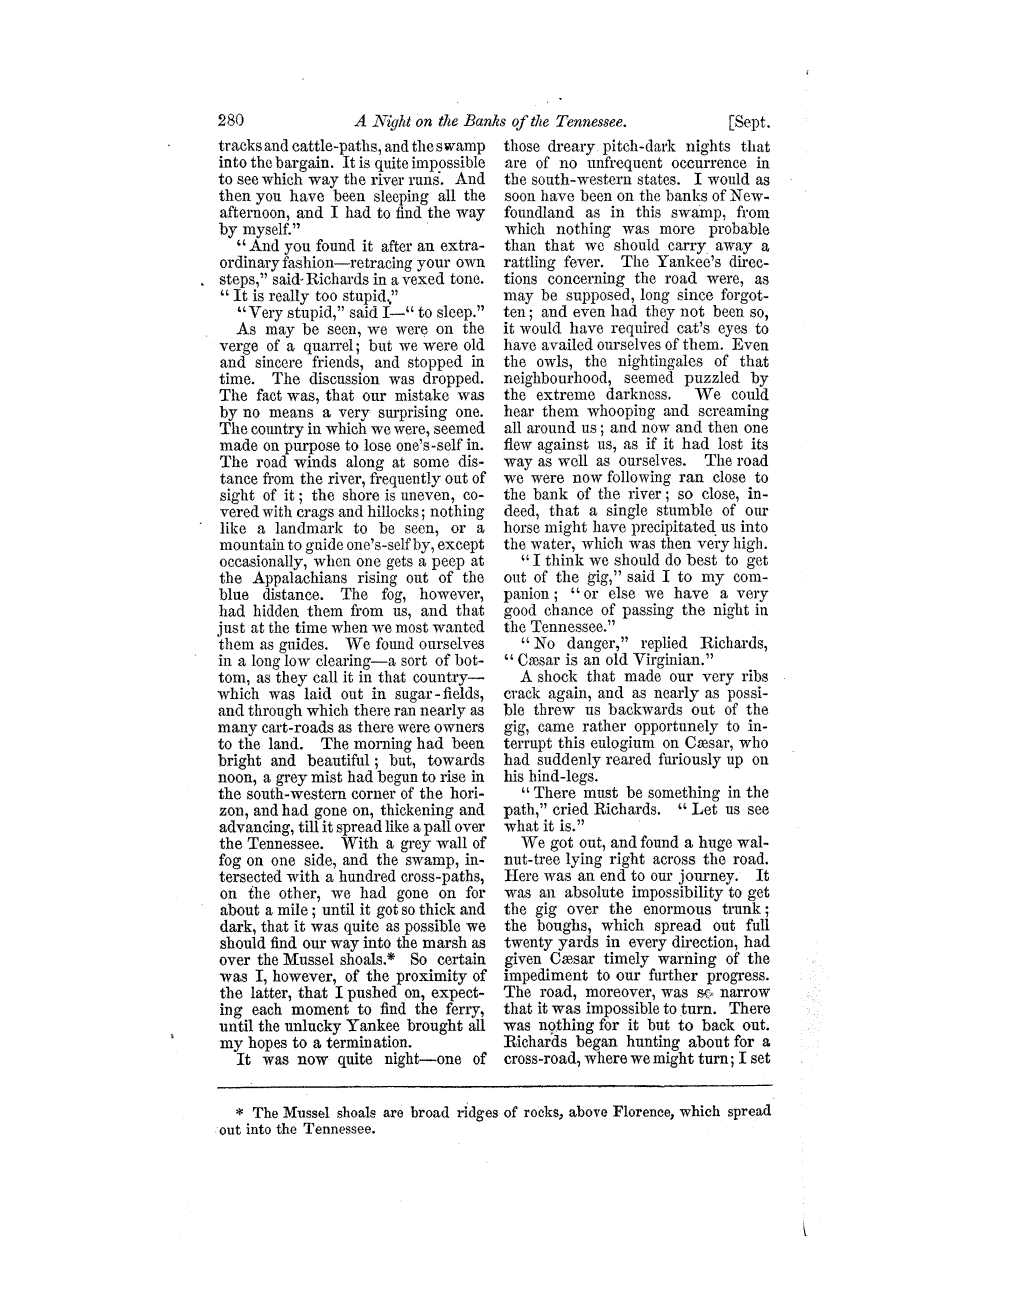 280 A Night on the Banks of the Tennessee. [Sept.
tracks and cattle-paths, and the swamp
into the bargain. It is quite impossible
to see which way the river runs. And
then you have been sleeping all the
afternoon, and I had to find the way
by myself."
"And you found it after an extra-
ordinary fashion—retracing your own
steps," said Richards in a vexed tone.
"It is really too stupid."
"Very stupid," said I—"to sleep."
As may be seen, we were on the
verge of a quarrel; but we were old
and sincere friends, and stopped in
time. The discussion was dropped.
The fact was, that our mistake was
by no means a very surprising one.
The country in which we were, seemed
made on purpose to lose one's-self in.
The road winds along at some dis-
tance from the river, frequently out of
sight of it; the shore is uneven, co-
vered with crags and hillocks; nothing
like a landmark to be seen, or a
mountain to guide one's-self by, except
occasionally, when one gets a peep at
the Appalachians rising out of the
blue distance. The fog, however,
had hidden them from us, and that
just at the time when we most wanted
them as guides. We found ourselves
in a long low clearing—a sort of bot-
tom, as they call it in that country—
which was laid out in sugar-fields,
and through which there ran nearly as
many cart-roads as there were owners
to the land. The morning had been
bright and beautiful; but, towards
noon, a grey mist had begun to rise in
the south-western corner of the hori-
zon, and had gone on, thickening and
advancing, till it spread like a pall over
the Tennessee. With a grey wall of
fog on one side, and the swamp, in-
tersected with a hundred cross-paths,
on the other, we had gone on for
about a mile; until it got so thick and
dark, that it was quite as possible we
should find our way into the marsh as
over the Mussel shoals.* So certain
was I, however, of the proximity of
the latter, that I pushed on, expect-
ing each moment to find the ferry,
until the unlucky Yankee brought all
my hopes to a termination.
It was now quite night—one of
those dreary pitch-dark nights that
are of no unfrequent occurrence in
the south-western states. I would as
soon have been on the banks of New-
foundland as in this swamp, from
which nothing was more probable
than that we should carry away a
rattling fever. The Yankee's direc-
tions concerning the road were, as
may be supposed, long since forgot-
ten; and even had they not been so,
it would have required cat's eyes to
have availed ourselves of them. Even
the owls, the nightingales of that
neighbourhood, seemed puzzled by
the extreme darkness. We could
hear them whooping and screaming
all around us; and now and then one
flew against us, as if it had lost its
way as well as ourselves. The road
we were now following ran close to
the bank of the river; so close, in-
deed, that a single stumble of our
horse might have precipitated us into
the water, which was then very high.
"I think we should do best to get
out of the gig," said I to my com-
panion; "or else we have a very
good chance of passing the night in
the Tennessee."
"No danger," replied Richards,
"Cæsar is an old Virginian."
A shock that made our very ribs
crack again, and as nearly as possi-
ble threw us backwards out of the
gig, came rather opportunely to in-
terrupt this eulogium on Cæsar, who
had suddenly reared furiously up on
his hind-legs.
"There must be something in the
path," cried Richards. "Let us see
what it is."
We got out, and found a huge wal-
nut-tree lying right across the road.
Here was an end to our journey. It
was an absolute impossibility to get
the gig over the enormous trunk;
the boughs, which spread out full
twenty yards in every direction, had
given Cæsar timely warning of the
impediment to our further progress.
The road, moreover, was so narrow
that it was impossible to turn. There
was nothing for it but to back out.
Richards began hunting about for a
cross-road, where we might turn; I set
* The Mussel shoals are broad ridges of rocks, above Florence, which spread
out into the Tennessee.